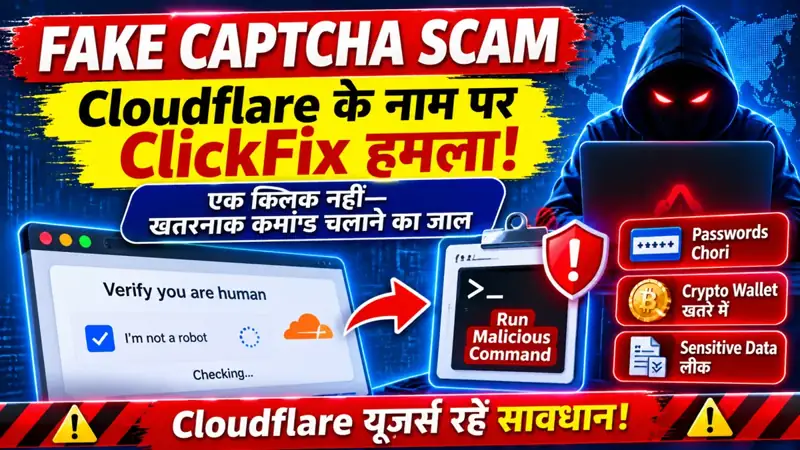 FAKE CAPTCHA SCAM
Cloudflare के नाम पर
ClickFix हमला!
एक क्लिक नहीं—
खतरनाक कमांड चलाने का जाल
Verify you are human
I'm not a robot
Checking...
>_
Run
Malicious
Command
Passwords
Chori
Crypto Wallet
खतरे में
Sensitive Data
लीक
Cloudflare यूजर्स रहें सावधान!